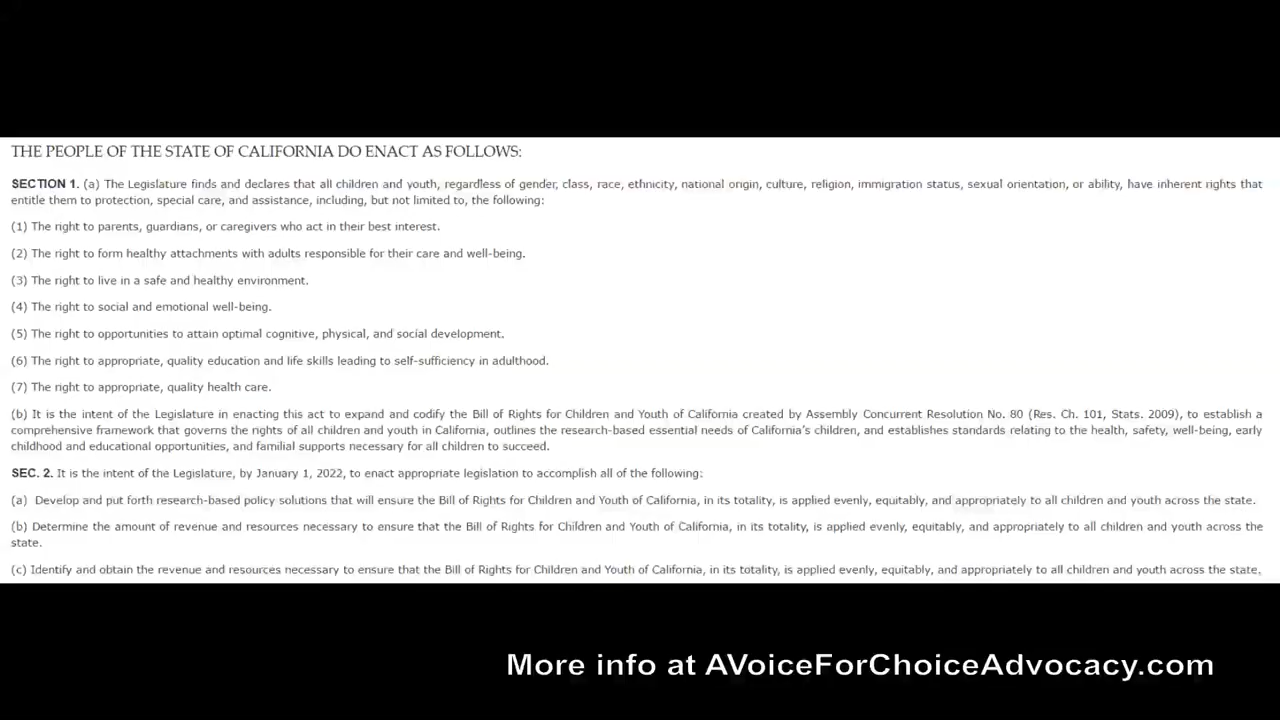 THE PEOPLE OF THE STATE OF CALIFORNIA DO ENACT AS FOLLOWS:
SECTION 1. (a) The Legislature finds and declares that all children and youth, regardless of gender, class, race, ethnicity, national origin, culture, religion, immigration status, sexual orientation, or ability, have inherent rights that
entitle them to protection, special care, and assistance, including, but not limited to, the following:
(1) The right to parents, guardians, or caregivers who act in their best interest.
(2) The right to form healthy attachments with adults responsible for their care and well-being.
(3) The right to live in a safe and healthy environment.
(4) The right to social and emotional well-being.
(5) The right to opportunities to attain optimal cognitive, physical, and social development.
(6) The right to appropriate, quality education and life skills leading to self-sufficiency in adulthood.
(7) The right to appropriate, quality health care.
(b) It is the intent of the Legislature in enacting this act to expand and codify the Bill of Rights for Children and Youth of California created by Assembly Concurrent Resolution No. 80 (Res. Ch. 101, Stats. 2009), to establish a
comprehensive framework that governs the rights of all children and youth in California, outlines the research-based essential needs of California's children, and establishes standards relating to the health, safety, well-being, early
childhood and educational opportunities, and familial supports necessary for all children to succeed.
SEC. 2. It is the intent of the Legislature, by January 1, 2022, to enact appropriate legislation to accomplish all of the following:
(a) Develop and put forth research-based policy solutions that will ensure the Bill of Rights for Children and Youth of California, in its totality, is applied evenly, equitably, and appropriately to all children and youth across the state.
(b) Determine the amount of revenue and resources necessary to ensure that the Bill of Rights for Children and Youth of California, in its totality, is applied evenly, equitably, and appropriately to all children and youth across the
state.
(c) Identify and obtain the revenue and resources necessary to ensure that the Bill of Rights for Children and Youth of California, in its totality, is applied evenly, equitably, and appropriately to all children and youth across the state.
More info at AVoiceForChoiceAdvocacy.com